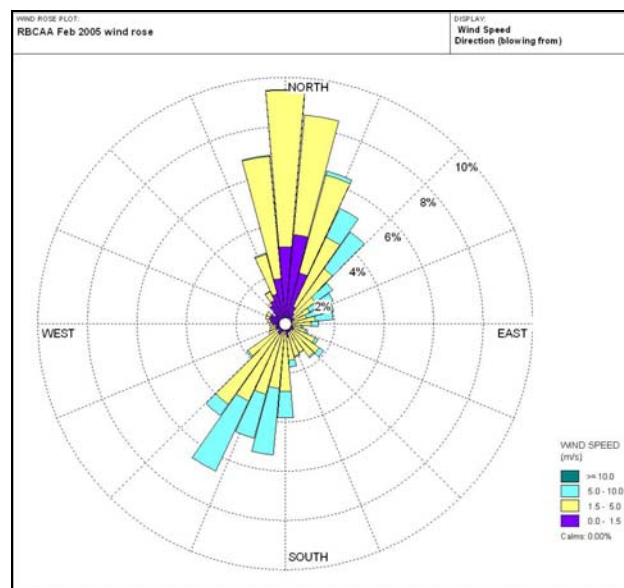 WIND ROSE PLOT:
RBCAA Feb 2005 wind rose
DISPLAY:
Wind Speed
Direction (blowing from)
NORTH
10%
8%
6%
4%
2%
WEST
EAST
SOUTH
WIND SPEED
(m/s)
>= 10.0
5.0 - 10.0
1.5 - 5.0
0.0 - 1.5
Calms: 0.00%